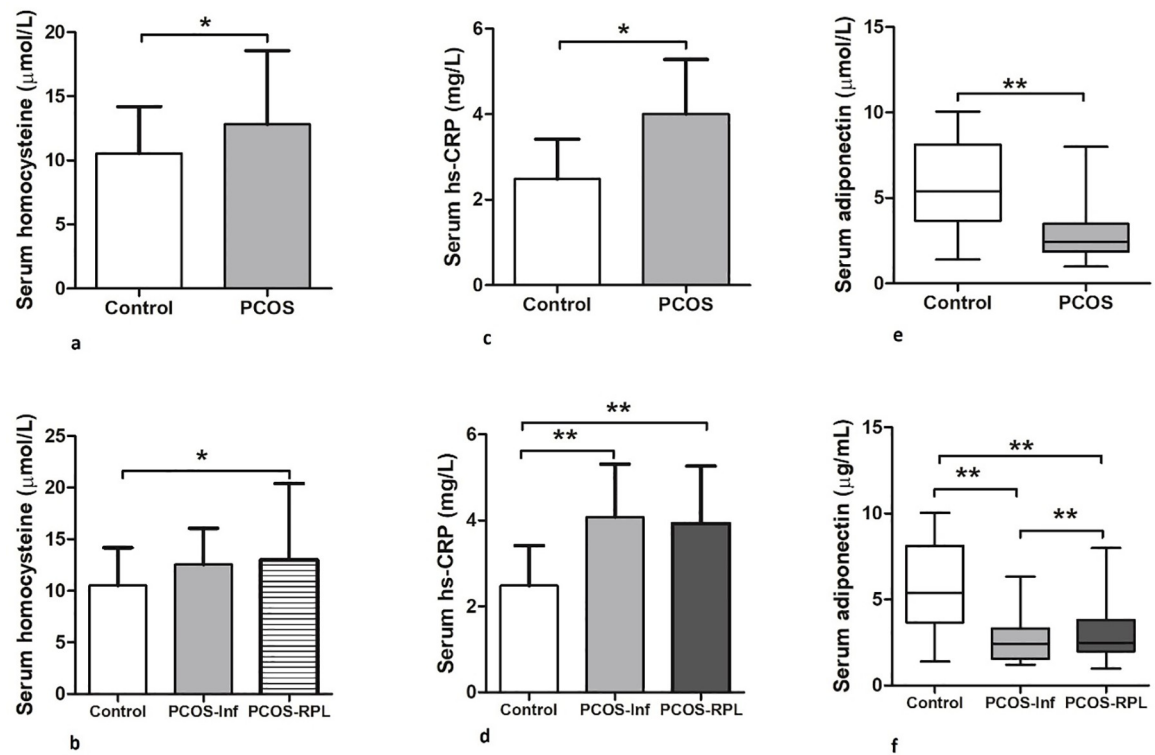 Serum homocysteine (μmol/L)
20
15
10
5
0
*
Control
PCOS
a
Serum hs-CRP (mg/L)
6
4
2
0
*
Control
PCOS
c
Serum adiponectin (μmol/L)
15
10
5
0
**
Control
PCOS
e
Serum homocysteine (μmol/L)
25
20
15
10
5
0
*
Control
PCOS-Inf
PCOS-RPL
b
Serum hs-CRP (mg/L)
6
4
2
0
**
**
Control
PCOS-Inf
PCOS-RPL
d
Serum adiponectin (μg/mL)
15
10
5
0
**
**
**
Control
PCOS-Inf
PCOS-RPL
f